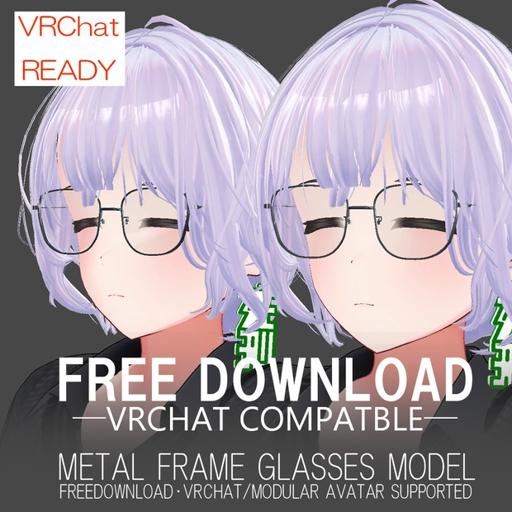 VRChat
READY
FREE DOWNLOAD
VRCHAT COMPATBLE
METAL FRAME GLASSES MODEL
FREEDOWNLOAD・VRCHAT/MODULAR AVATAR SUPPORTED